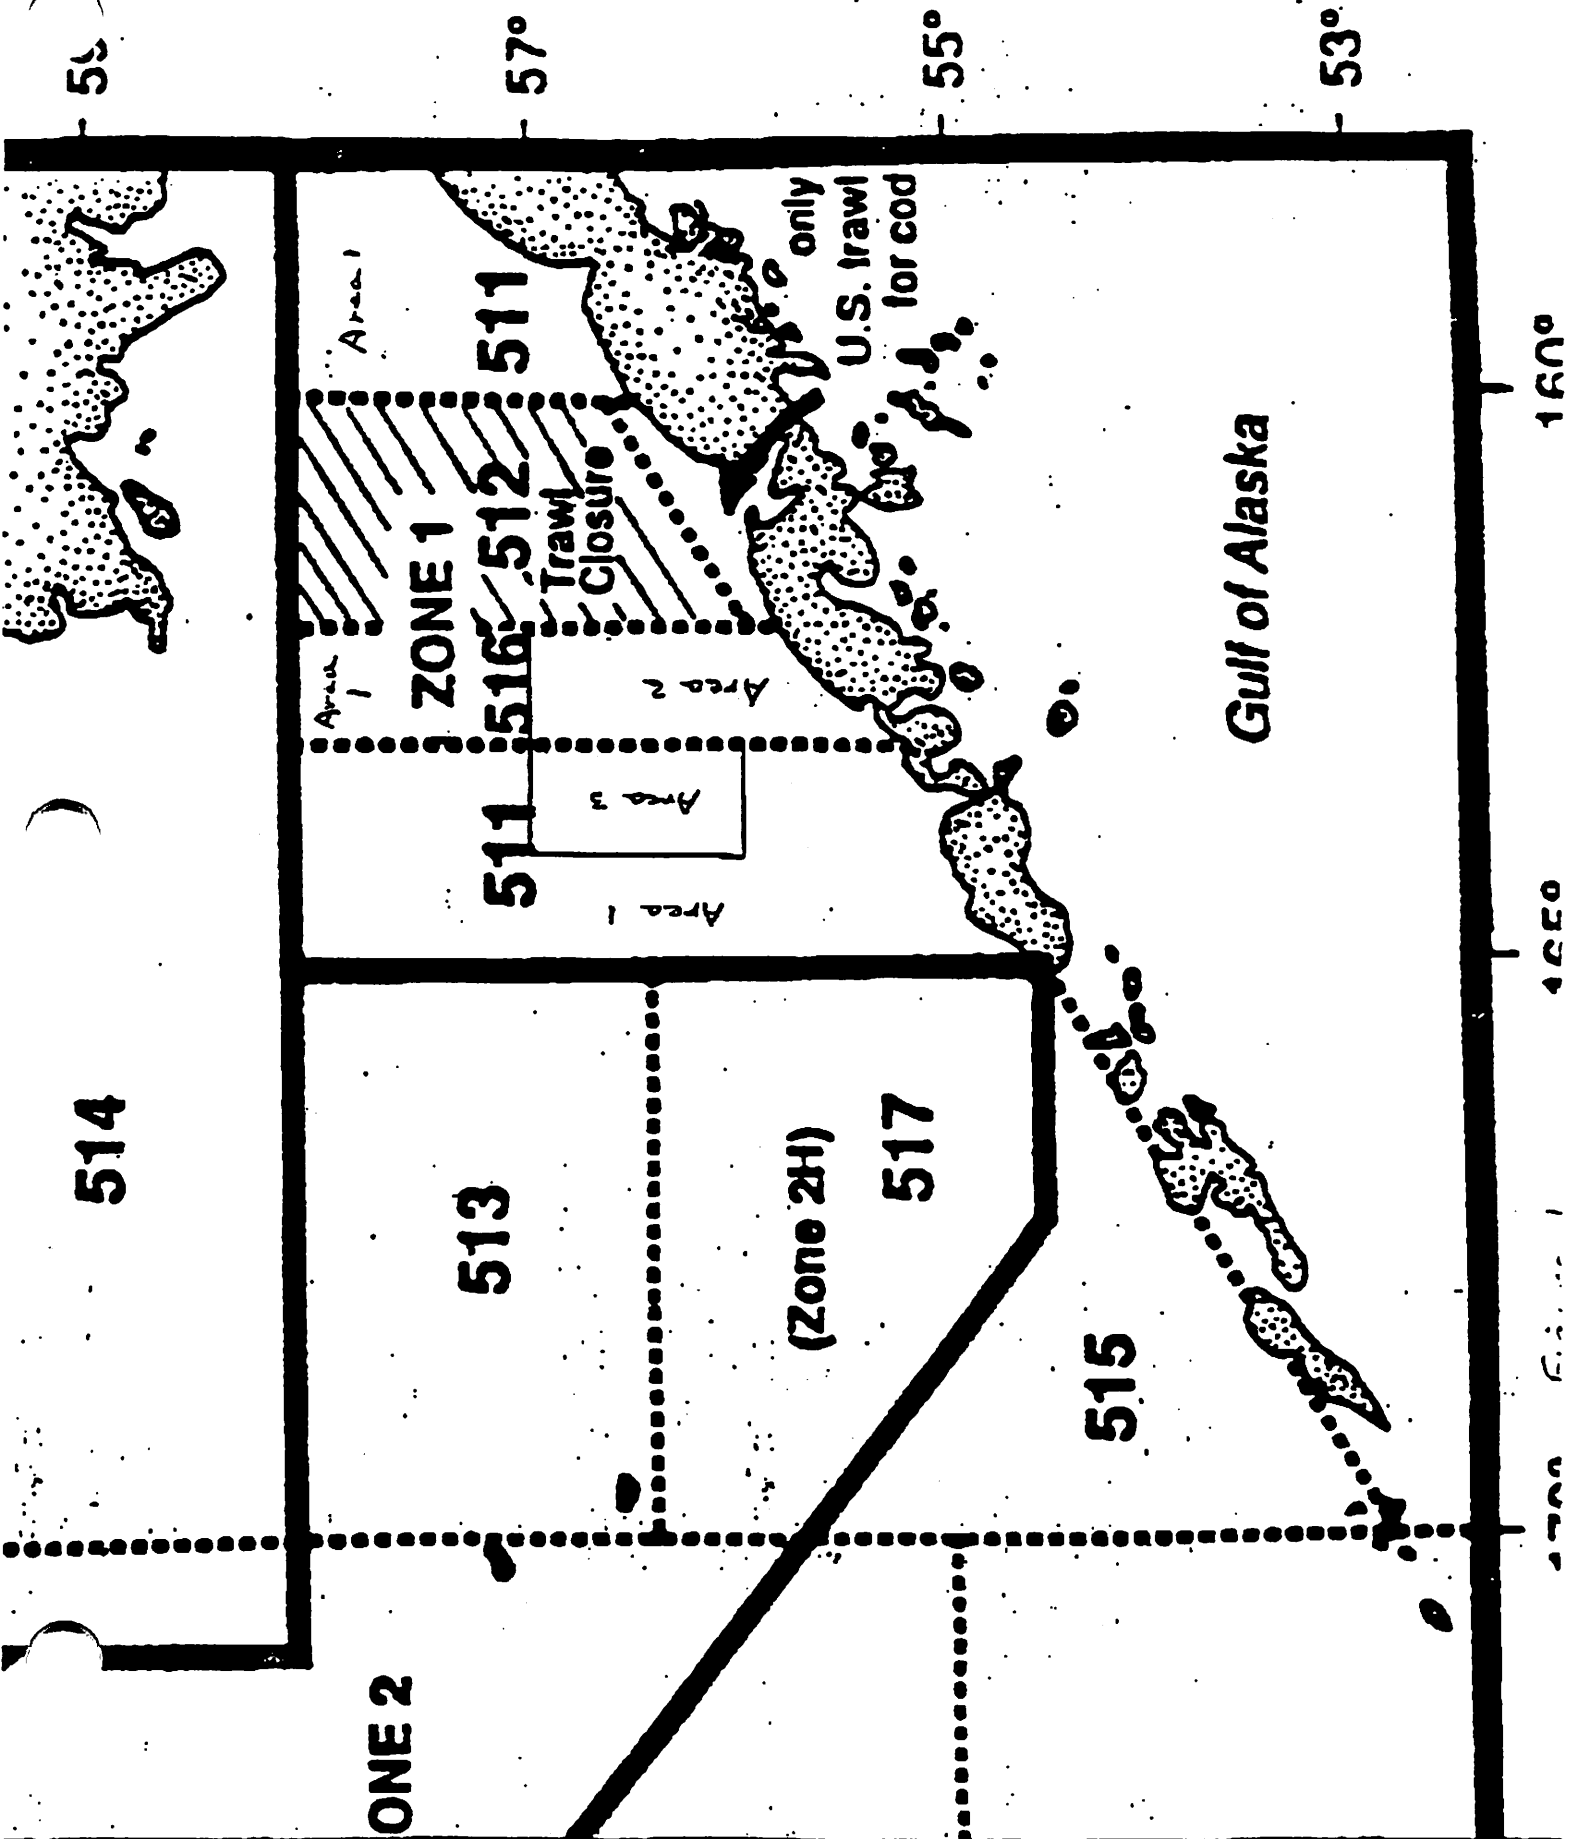 57°
55°
53°
Area 1
511
only
U.S. trawl
for cod
160°
ZONE 1
512
Trawl
Closure
Area
1
516
Area 2
Area 3
511
Area 1
Gulf of Alaska
514
513
(Zone 2H)
517
515
ONE 2